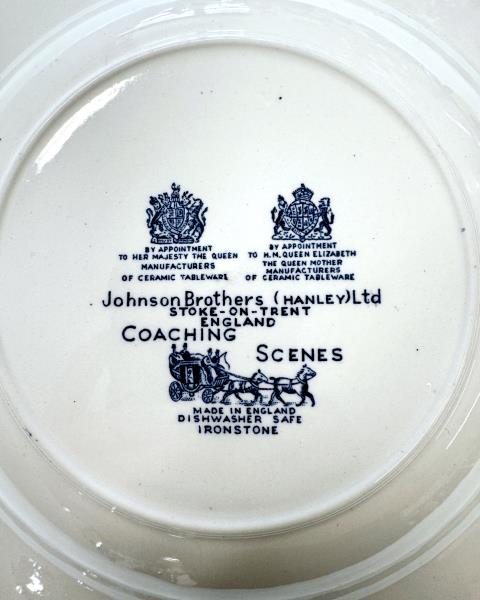 BY APPOINTMENT
TO HER MAJESTY THE QUEEN
MANUFACTURERS
OF CERAMIC TABLEWARE
BY APPOINTMENT
TO H.M. QUEEN ELIZABETH
THE QUEEN MOTHER
MANUFACTURERS
OF CERAMIC TABLEWARE
Johnson Brothers (HANLEY) Ltd
STOKE-ON-TRENT
ENGLAND
COACHING
SCENES
MADE IN ENGLAND
DISHWASHER SAFE
IRONSTONE